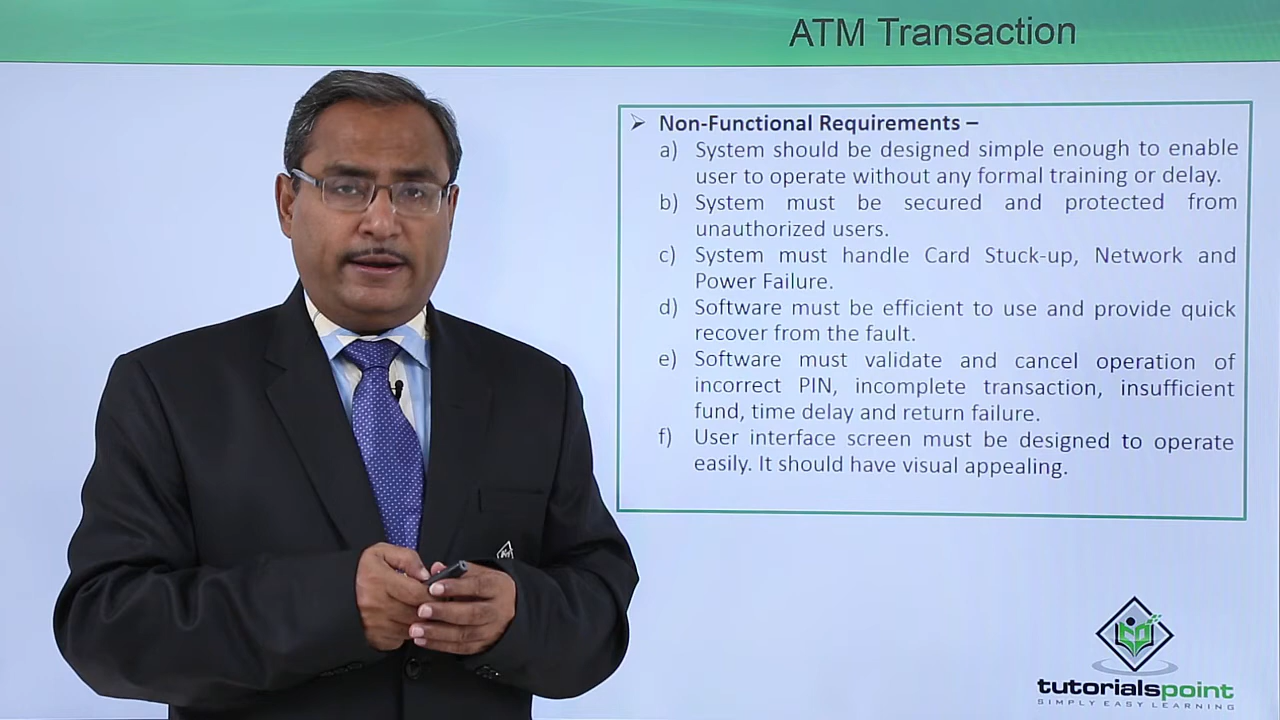 ATM Transaction
➢ Non-Functional Requirements –
a) System should be designed simple enough to enable
user to operate without any formal training or delay.
b) System must be secured and protected from
unauthorized users.
c) System must handle Card Stuck-up, Network and
Power Failure.
d) Software must be efficient to use and provide quick
recover from the fault.
e) Software must validate and cancel operation of
incorrect PIN, incomplete transaction, insufficient
fund, time delay and return failure.
f) User interface screen must be designed to operate
easily. It should have visual appealing.
tutorialspoint
SIMPLY EASY LEARNING